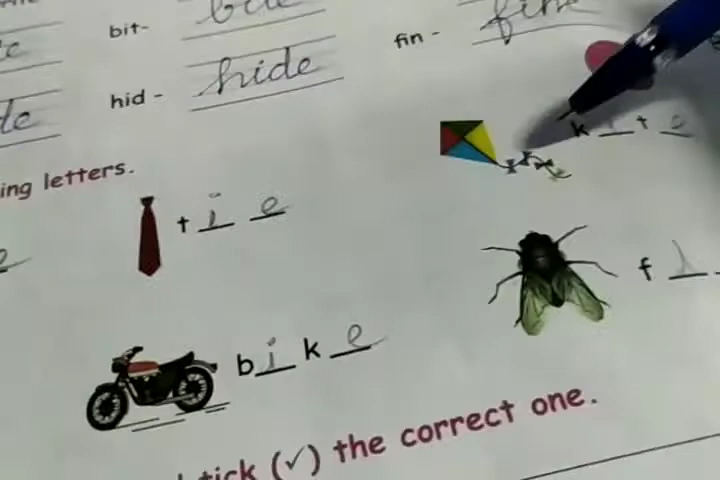 bit- bite
fin - fine
hid - hide
k i t e
ing letters.
t i e
f l
b i k e
tick (✓) the correct one.